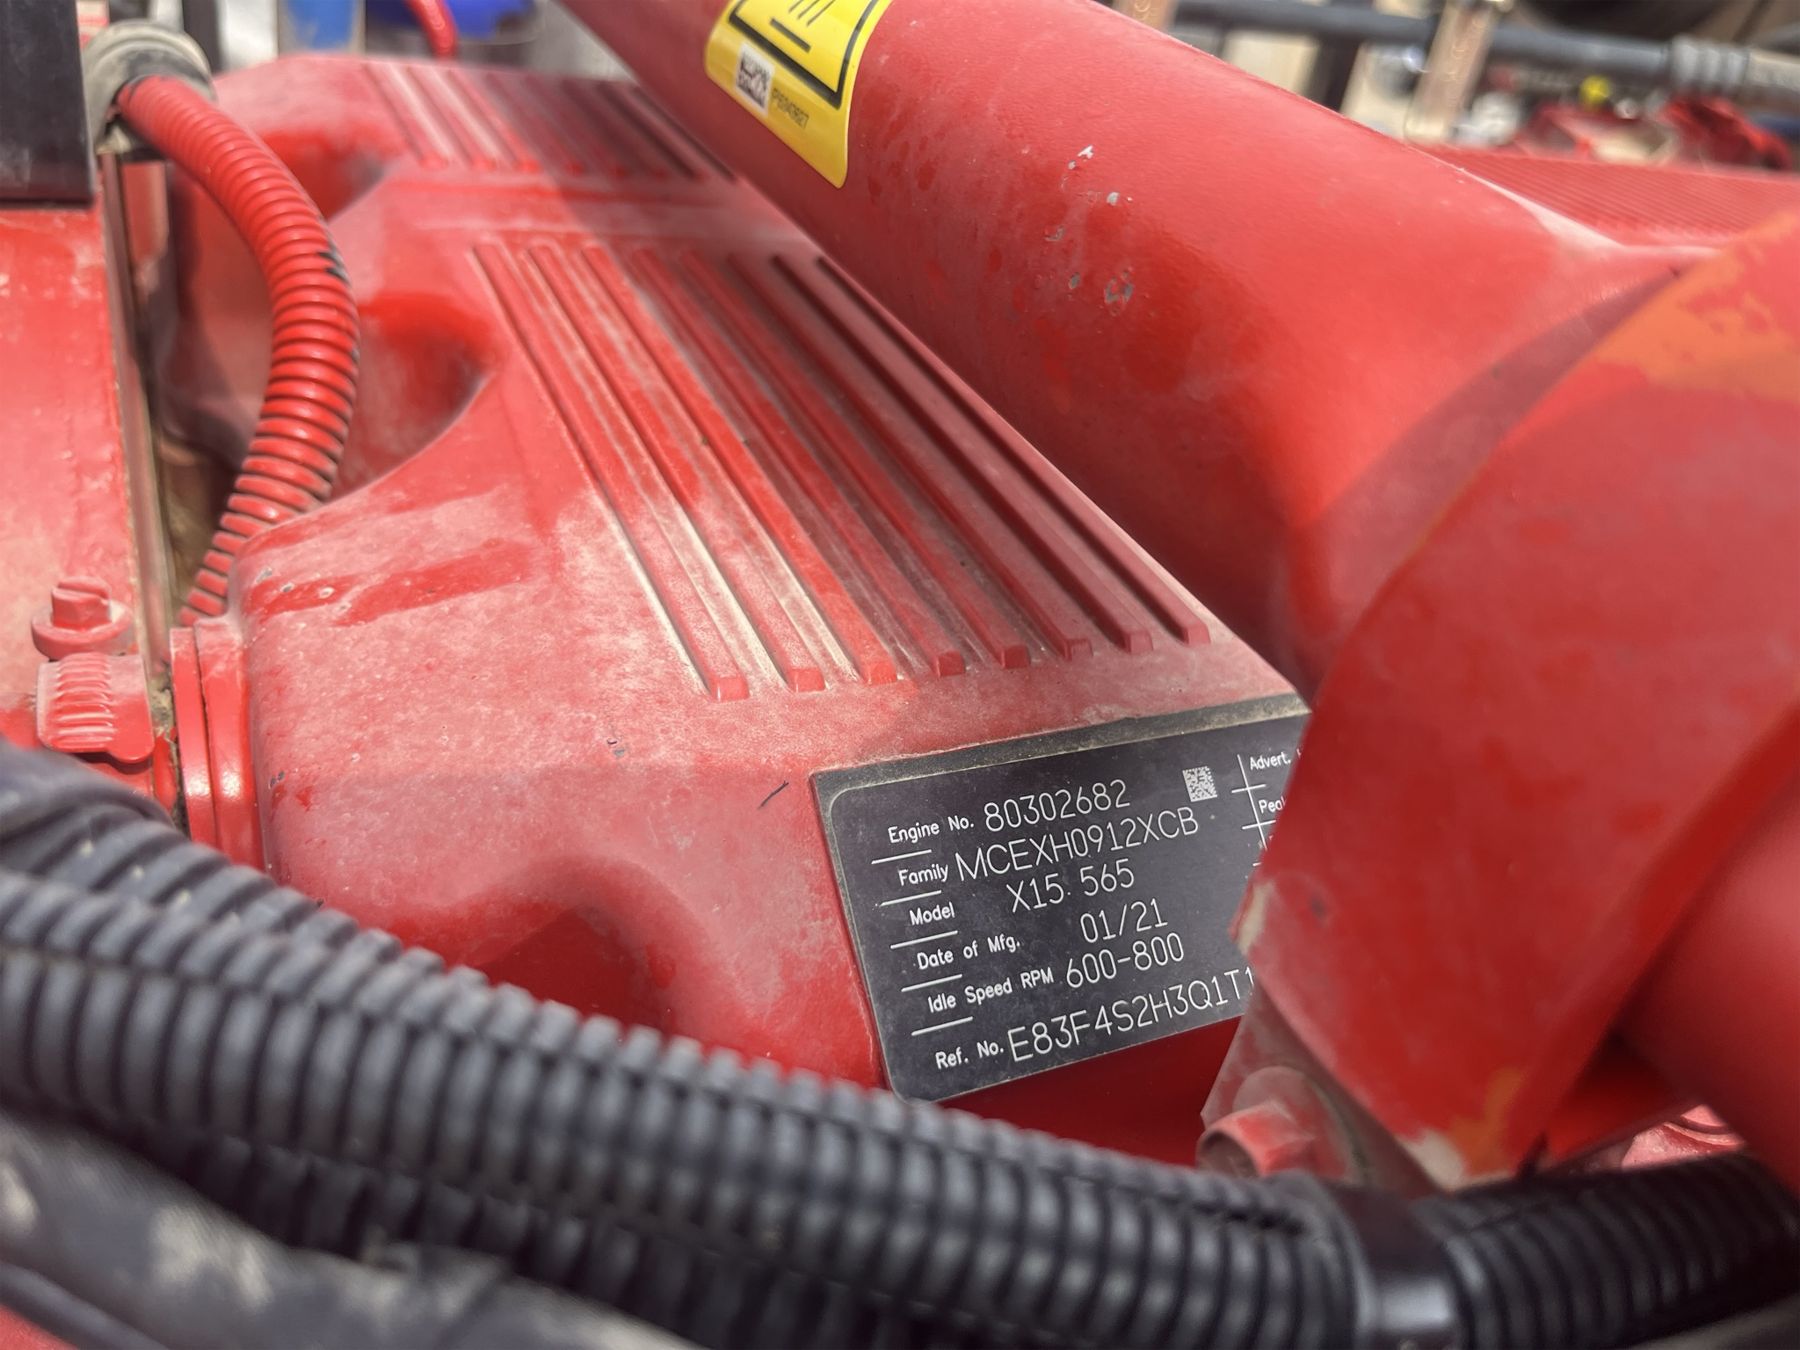 Engine No. 80302682
Family MCEXH0912XCB
Model X15 565
Date of Mfg. 01/21
Idle Speed RPM 600-800
Ref. No. E83F4S2H3Q1T1
Advert.